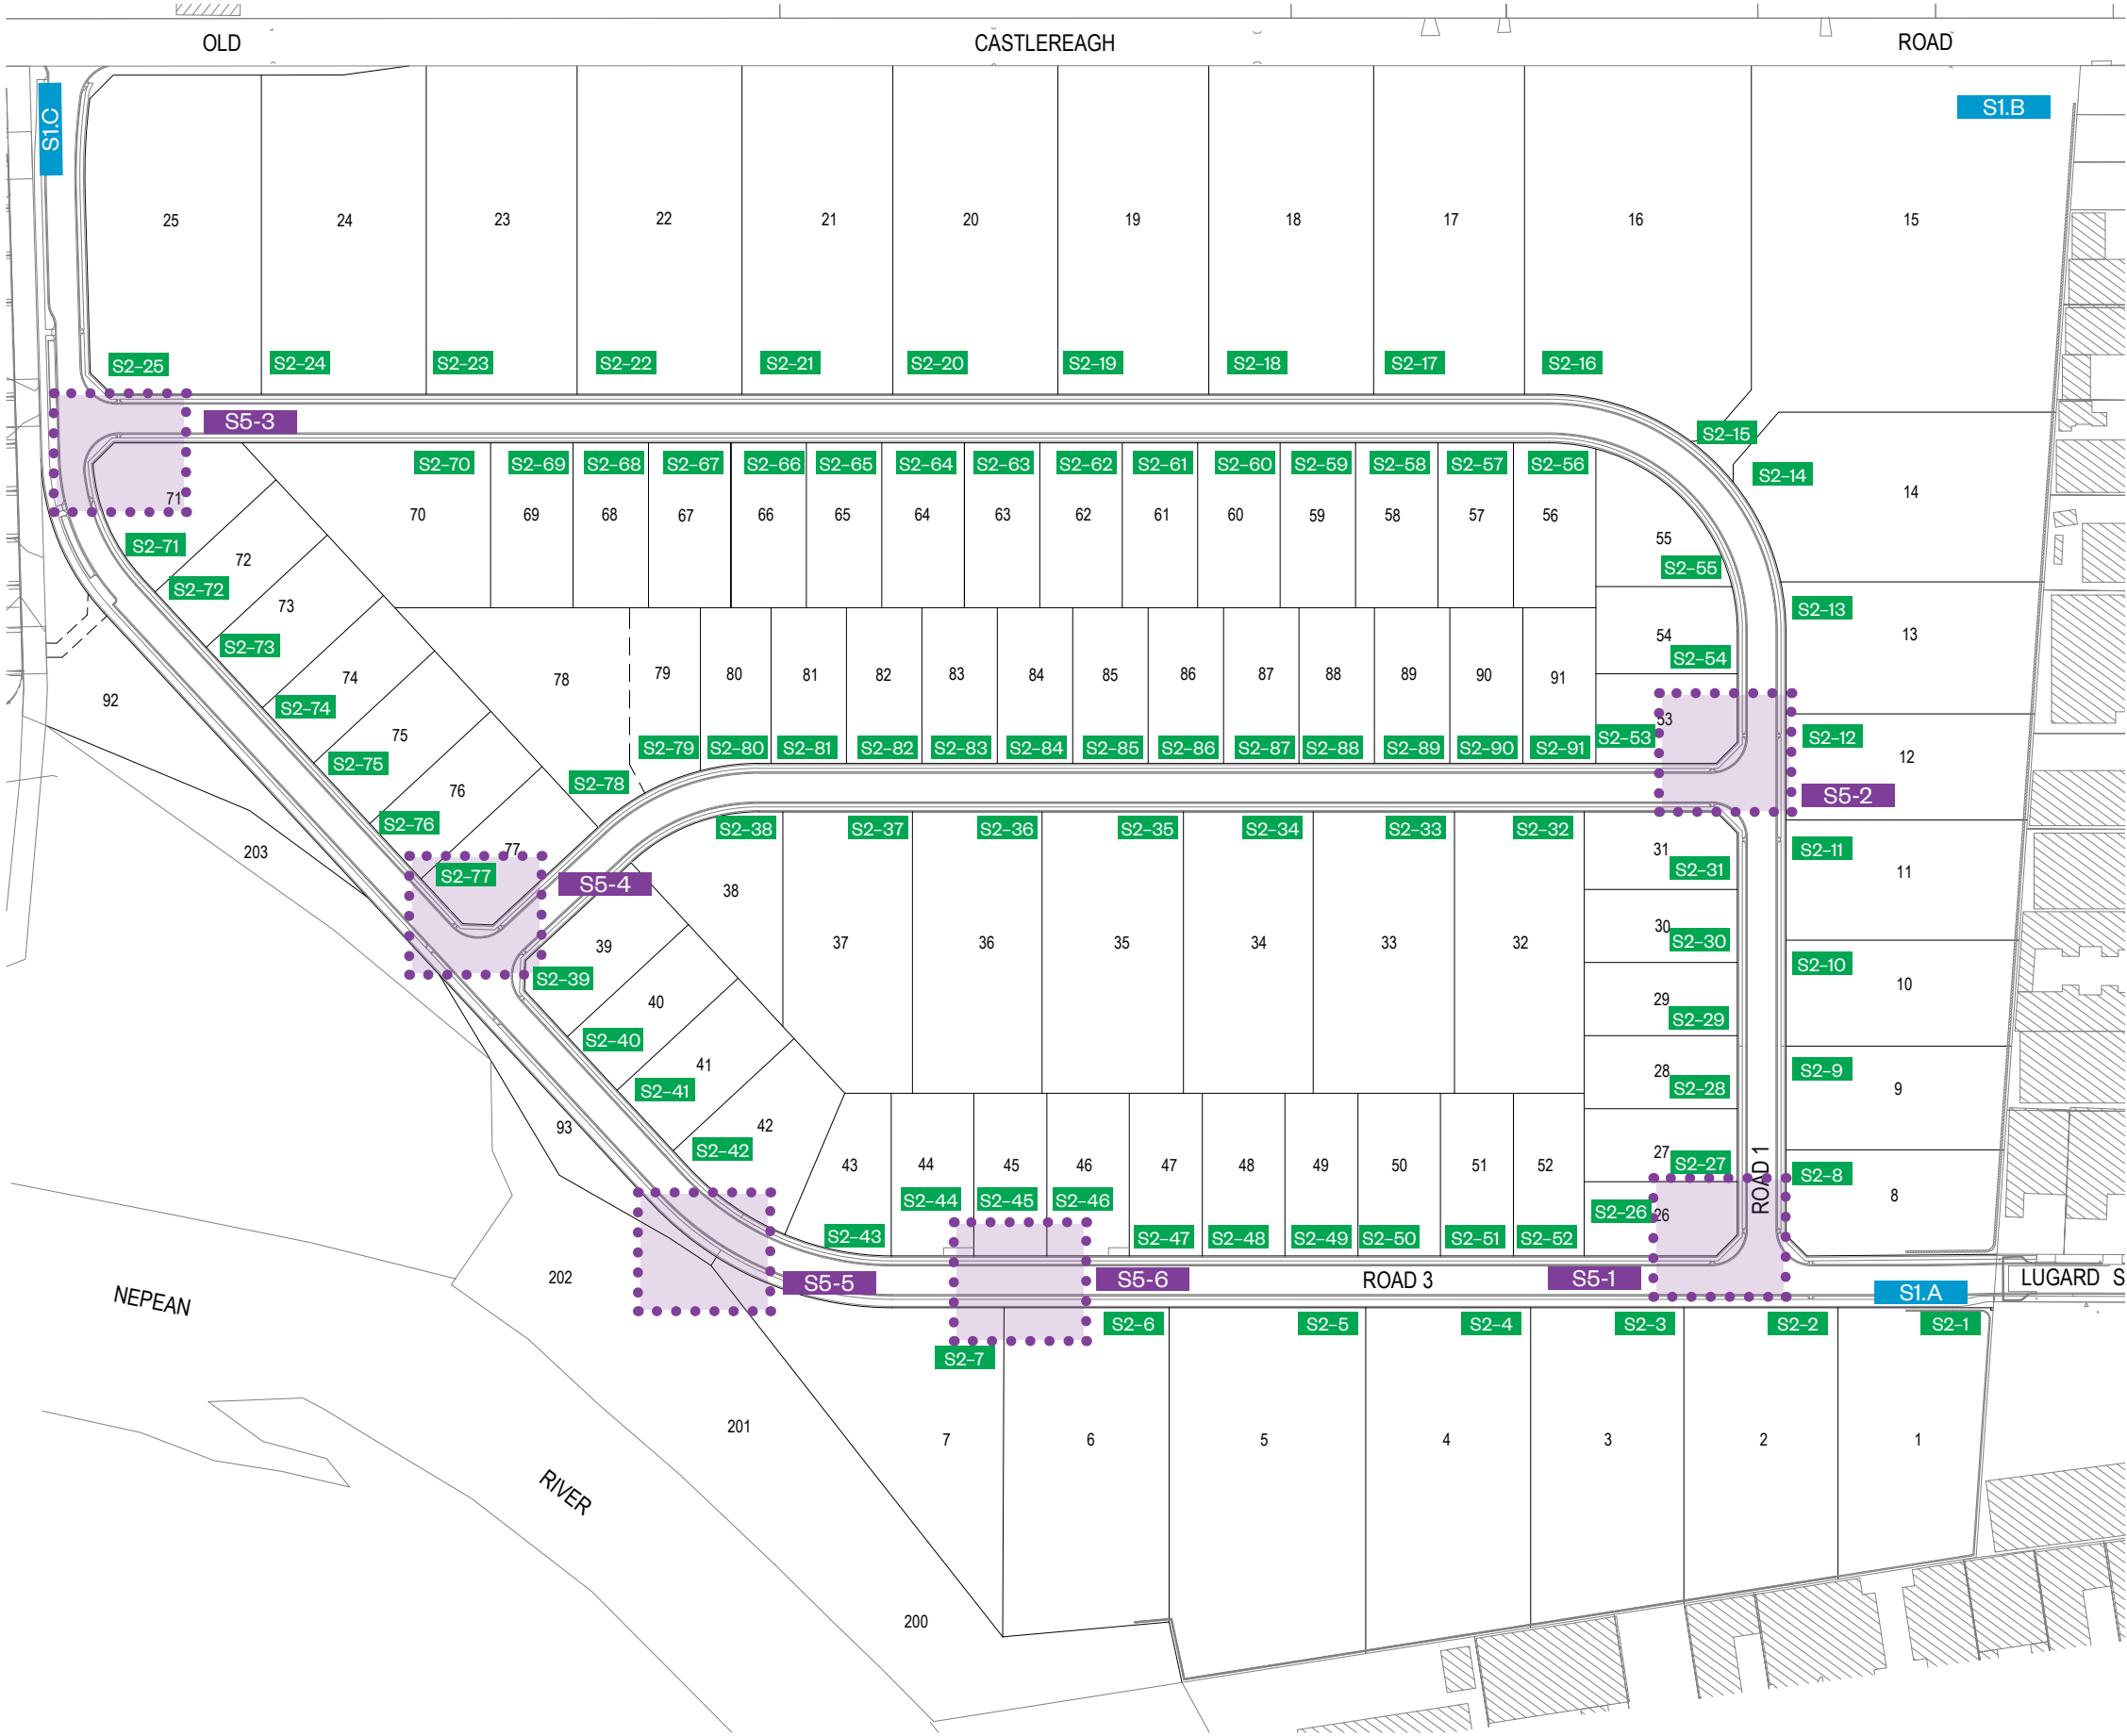 OLD CASTLEREAGH ROAD
S1.C
S1.B
25 24 23 22 21 20 19 18 17 16 15
S2-25 S2-24 S2-23 S2-22 S2-21 S2-20 S2-19 S2-18 S2-17 S2-16
S5-3
S2-15
S2-14
14
S2-70 S2-69 S2-68 S2-67 S2-66 S2-65 S2-64 S2-63 S2-62 S2-61 S2-60 S2-59 S2-58 S2-57 S2-56
71
70 69 68 67 66 65 64 63 62 61 60 59 58 57 56
55
S2-55
S2-71
72
S2-72
73
S2-73
74
S2-74
75
S2-75
76
S2-76
77
S2-77
S2-13
13
54
S2-54
92
78 79 80 81 82 83 84 85 86 87 88 89 90 91
53
S2-78 S2-79 S2-80 S2-81 S2-82 S2-83 S2-84 S2-85 S2-86 S2-87 S2-88 S2-89 S2-90 S2-91 S2-53
S2-12
12
S5-2
S2-38 S2-37 S2-36 S2-35 S2-34 S2-33 S2-32
203
31
S2-31
S2-11
11
S5-4
38
39
S2-39
37 36 35 34 33 32
30
S2-30
S2-10
10
40
S2-40
29
S2-29
41
S2-41
28
S2-28
S2-9
9
93
42
S2-42
43 44 45 46 47 48 49 50 51 52
27
S2-27
ROAD 1
S2-8
8
S2-44 S2-45 S2-46
S2-26
26
S2-43 S2-47 S2-48 S2-49 S2-50 S2-51 S2-52
202
S5-5
S5-6
ROAD 3
S5-1
S1.A
LUGARD S
NEPEAN
S2-7 S2-6 S2-5 S2-4 S2-3 S2-2 S2-1
201
7 6 5 4 3 2 1
RIVER
200